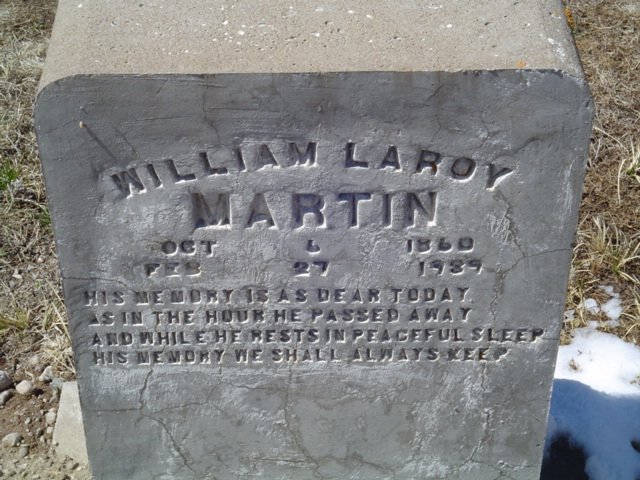 WILLIAM LAROY
MARTIN
OCT 6 1860
FEB 27 1939
HIS MEMORY IS AS DEAR TODAY
AS IN THE HOUR HE PASSED AWAY
AND WHILE HE RESTS IN PEACEFUL SLEEP
HIS MEMORY WE SHALL ALWAYS KEEP